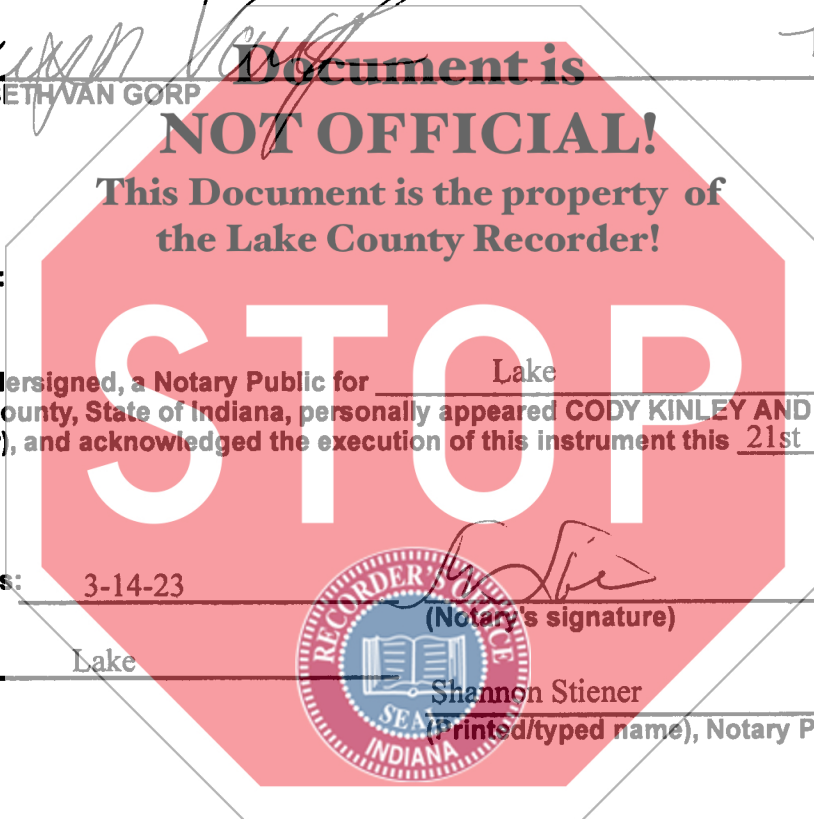 Document is
ETH VAN GORP
NOT OFFICIAL!
This Document is the property of
the Lake County Recorder!
:
STOP
ersigned, a Notary Public for Lake
ounty, State of Indiana, personally appeared CODY KINLEY AND
), and acknowledged the execution of this instrument this 21st
s: 3-14-23
(Notary's signature)
RECORDER'S OFFICE
Lake
Shannon Stiener
SEAL
(Printed/typed name), Notary P
INDIANA